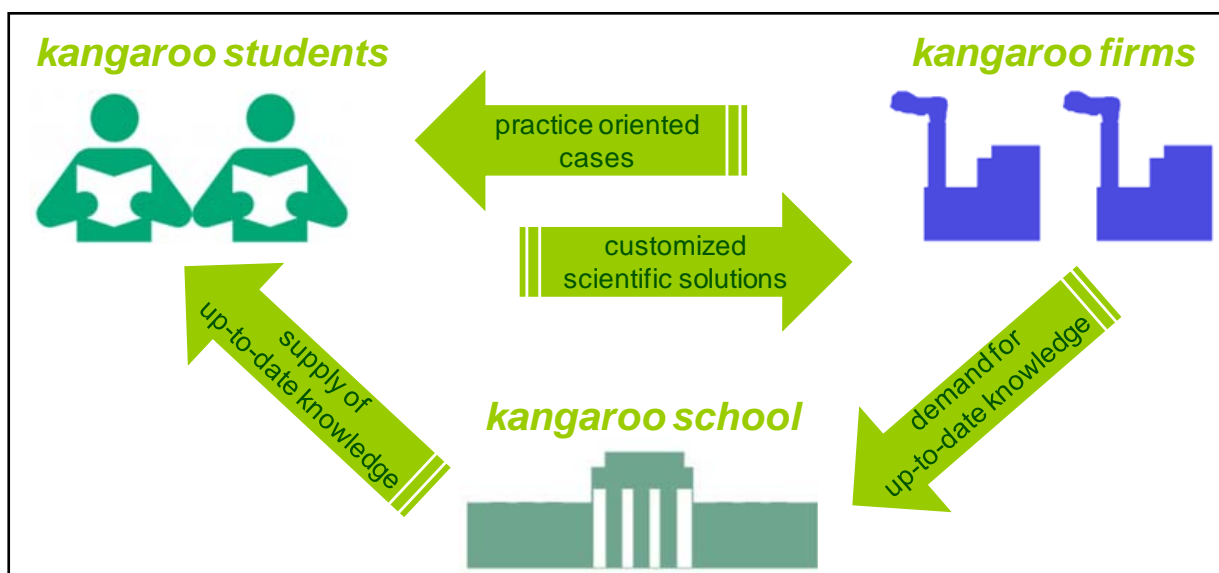 kangaroo students
kangaroo firms
practice oriented
cases
customized
scientific solutions
supply of
up-to-date knowledge
demand for
up-to-date knowledge
kangaroo school